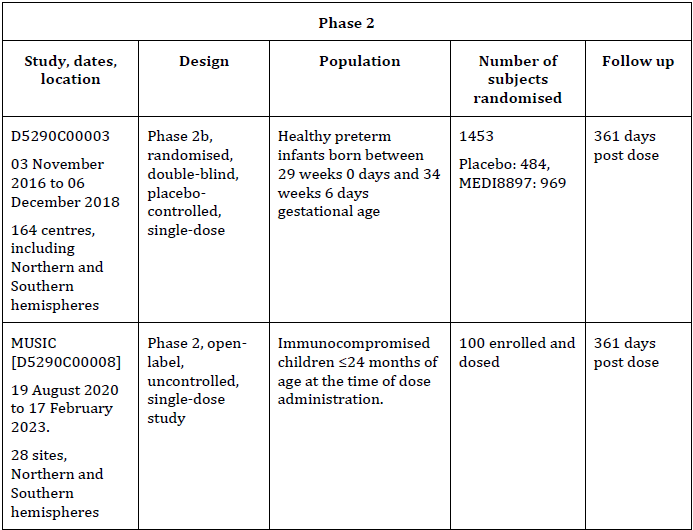 Phase 2
Study, dates,
location
Design
Population
Number of
subjects
randomised
Follow up
D5290C00003
03 November
2016 to 06
December 2018
164 centres,
including
Northern and
Southern
hemispheres
Phase 2b,
randomised,
double-blind,
placebo-
controlled,
single-dose
Healthy preterm
infants born between
29 weeks 0 days and 34
weeks 6 days
gestational age
1453
Placebo: 484,
MEDI8897: 969
361 days
post dose
MUSIC
[D5290C00008]
19 August 2020
to 17 February
2023.
28 sites,
Northern and
Southern
hemispheres
Phase 2, open-
label,
uncontrolled,
single-dose
study
Immunocompromised
children ≤24 months of
age at the time of dose
administration.
100 enrolled and
dosed
361 days
post dose